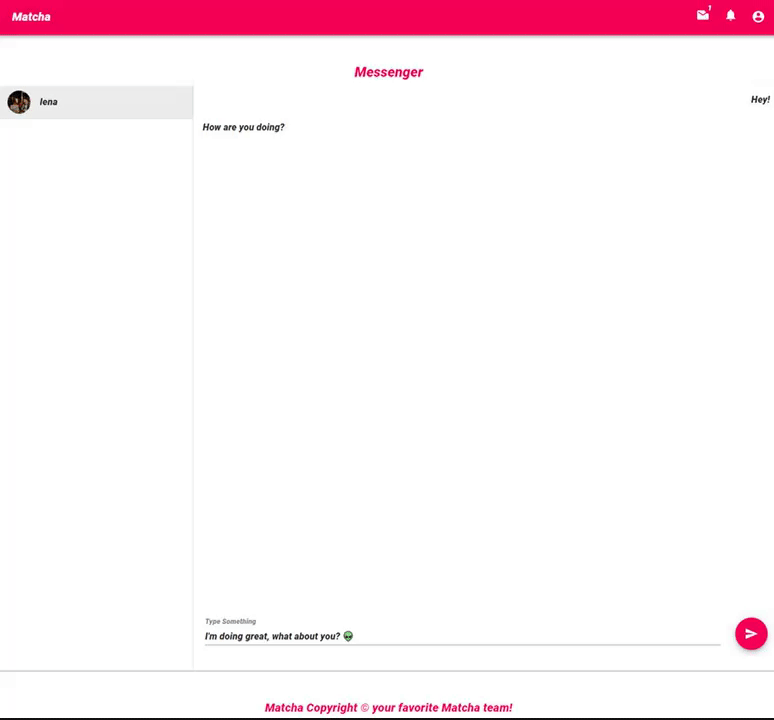 Matcha
1
Messenger
lena
Hey!
How are you doing?
Type Something
I'm doing great, what about you? 👽
Matcha Copyright © your favorite Matcha team!